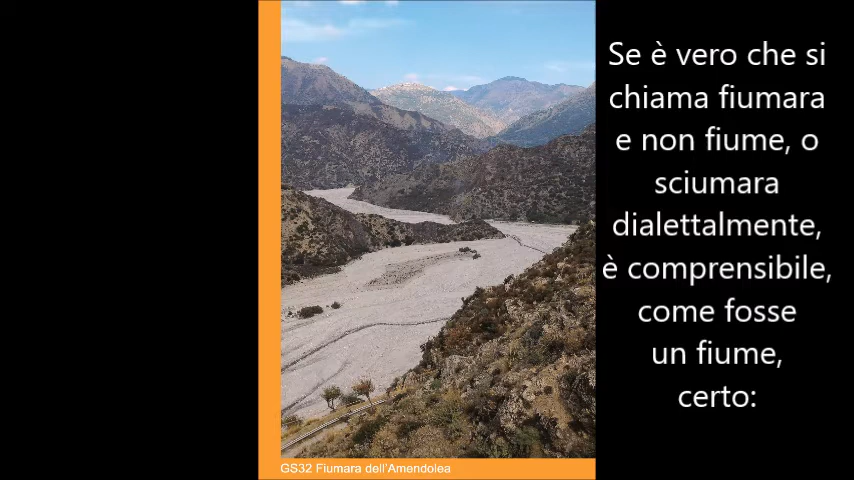 Se è vero che si
chiama fiumara
e non fiume, o
sciumara
dialettalmente,
è comprensibile,
come fosse
un fiume,
certo:
GS32 Fiumara dell'Amendolea